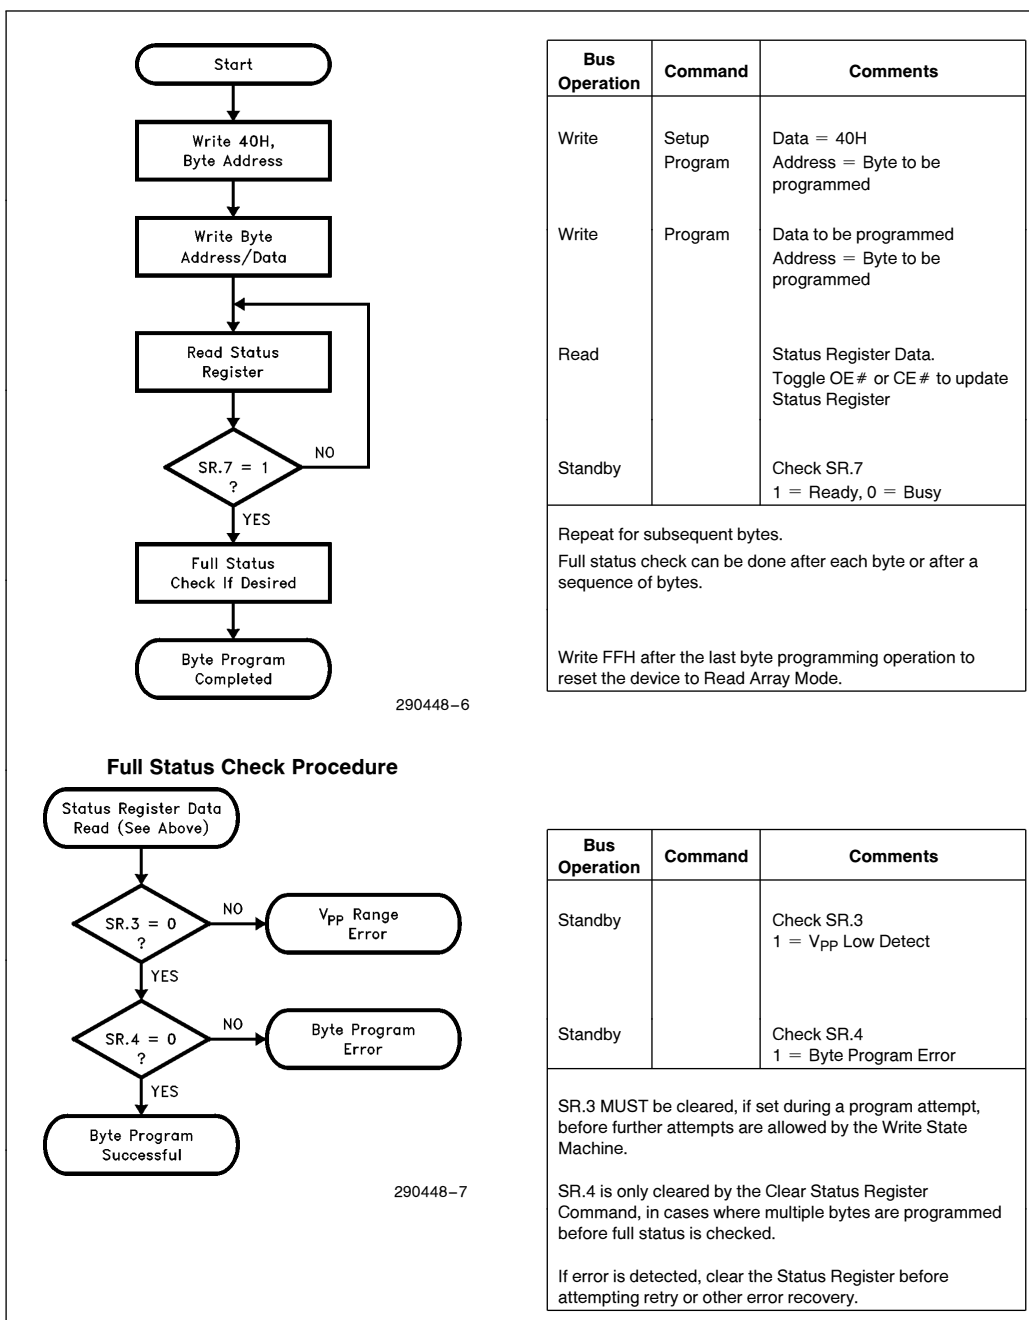 Start
Write 40H,
Byte Address
Write Byte
Address/Data
Read Status
Register
SR.7 = 1
?
NO
YES
Full Status
Check If Desired
Byte Program
Completed
290448-6
Bus
Operation
Command
Comments
Write
Setup
Program
Data = 40H
Address = Byte to be
programmed
Write
Program
Data to be programmed
Address = Byte to be
programmed
Read
Status Register Data.
Toggle OE# or CE# to update
Status Register
Standby
Check SR.7
1 = Ready, 0 = Busy
Repeat for subsequent bytes.
Full status check can be done after each byte or after a
sequence of bytes.
Write FFH after the last byte programming operation to
reset the device to Read Array Mode.
Full Status Check Procedure
Status Register Data
Read (See Above)
SR.3 = 0
?
NO
VPP Range
Error
YES
SR.4 = 0
?
NO
Byte Program
Error
YES
Byte Program
Successful
290448-7
Bus
Operation
Command
Comments
Standby
Check SR.3
1 = VPP Low Detect
Standby
Check SR.4
1 = Byte Program Error
SR.3 MUST be cleared, if set during a program attempt,
before further attempts are allowed by the Write State
Machine.
SR.4 is only cleared by the Clear Status Register
Command, in cases where multiple bytes are programmed
before full status is checked.
If error is detected, clear the Status Register before
attempting retry or other error recovery.